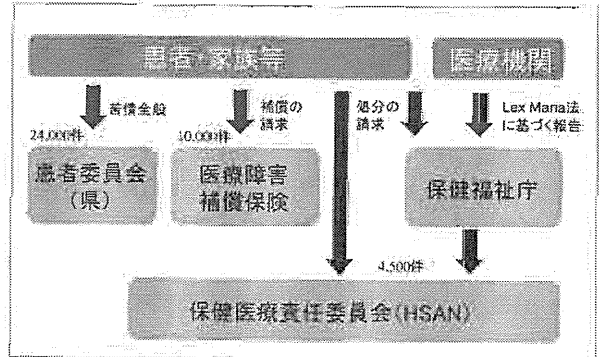 患者・家族等
医療機関
苦情全般
補償の
請求
処分の
請求
Lex Maria法
に基づく報告
24,000件
10,000件
患者委員会
(県)
医療障害
補償保険
保健福祉庁
4,500件
保健医療責任委員会(HSAN)